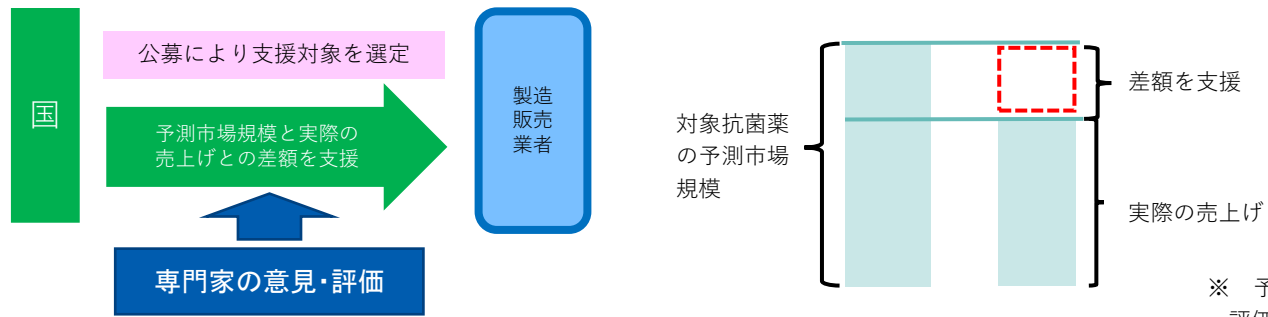 国
公募により支援対象を選定
予測市場規模と実際の
売上げとの差額を支援
専門家の意見・評価
製造
販売
業者
対象抗菌薬
の予測市場
規模
差額を支援
実際の売上げ
※ 予
評価